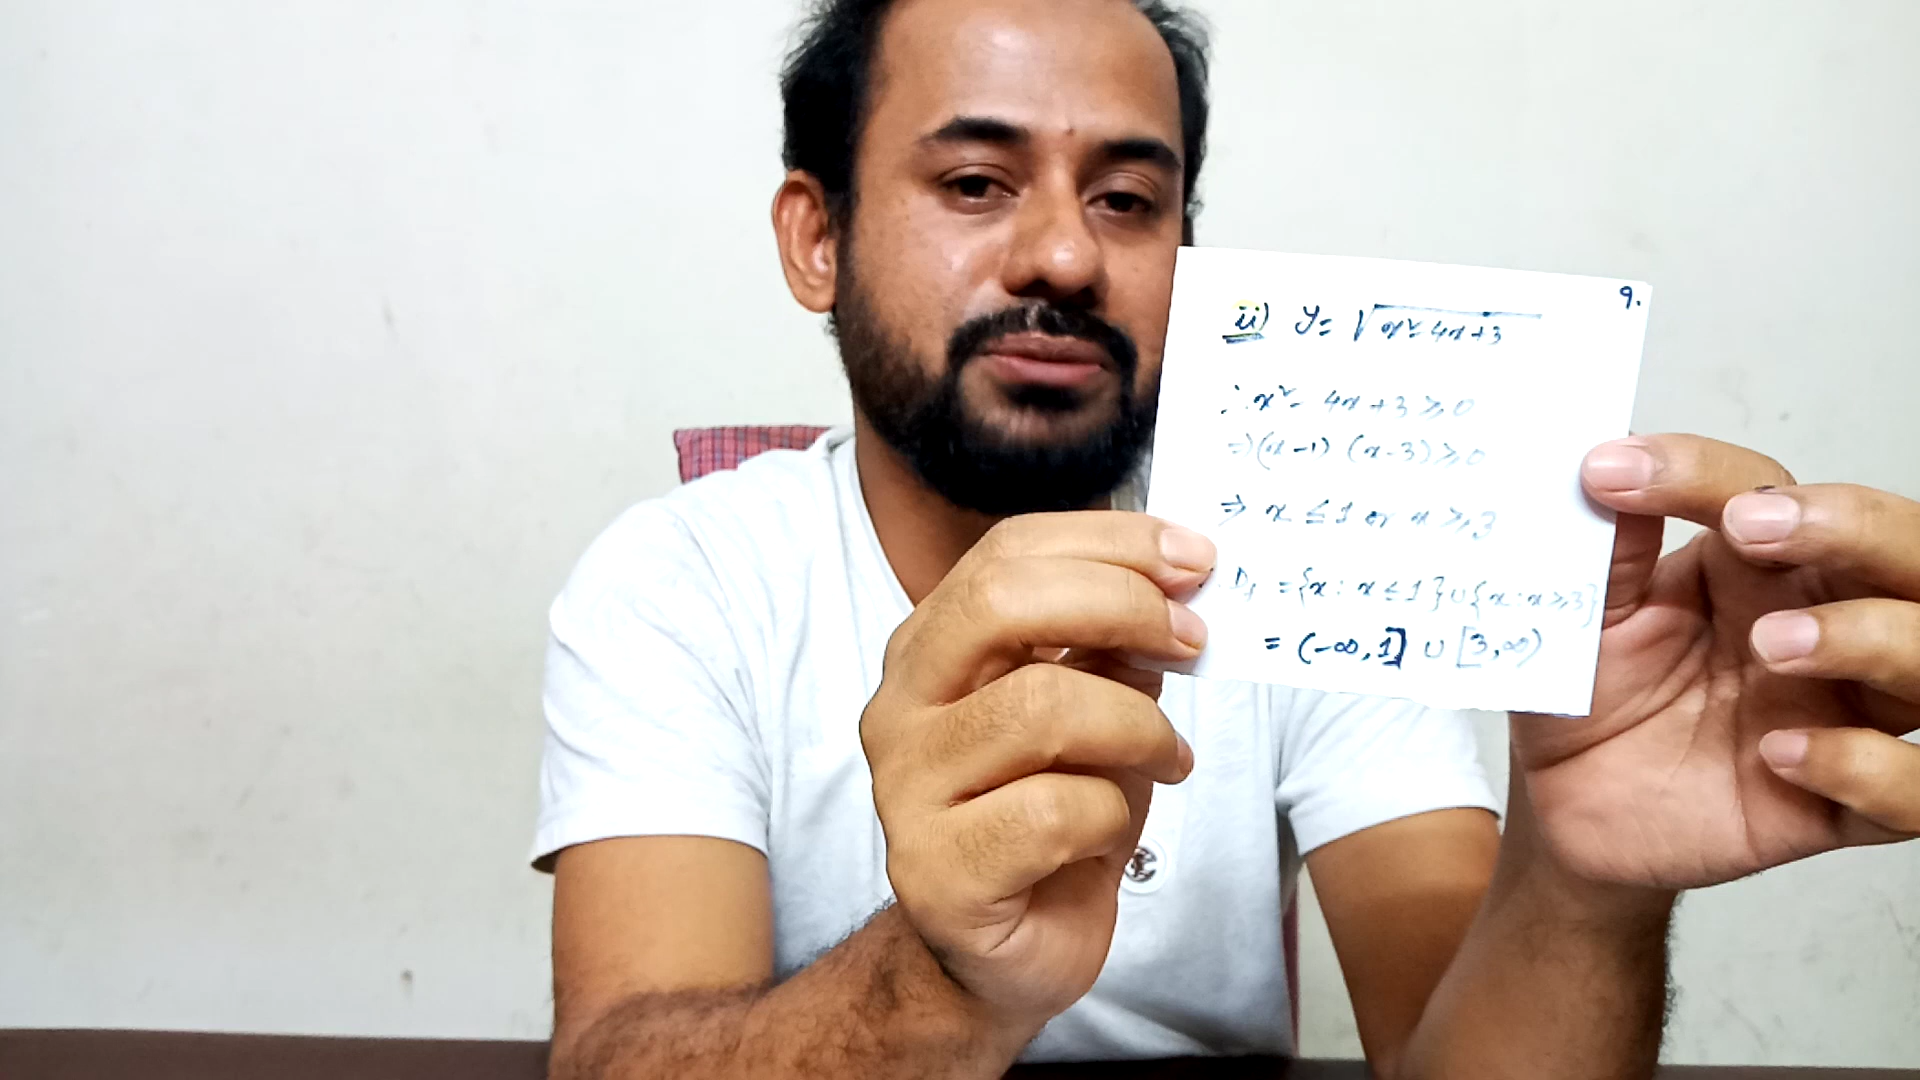 9.
ii) y = √x²-4x+3
∴ x² - 4x + 3 ≥ 0
⇒ (x-1) (x-3) ≥ 0
⇒ x ≤ 1 or x ≥ 3
∴ Df = {x : x ≤ 1} ∪ {x : x ≥ 3}
= (-∞, 1] ∪ [3, ∞)